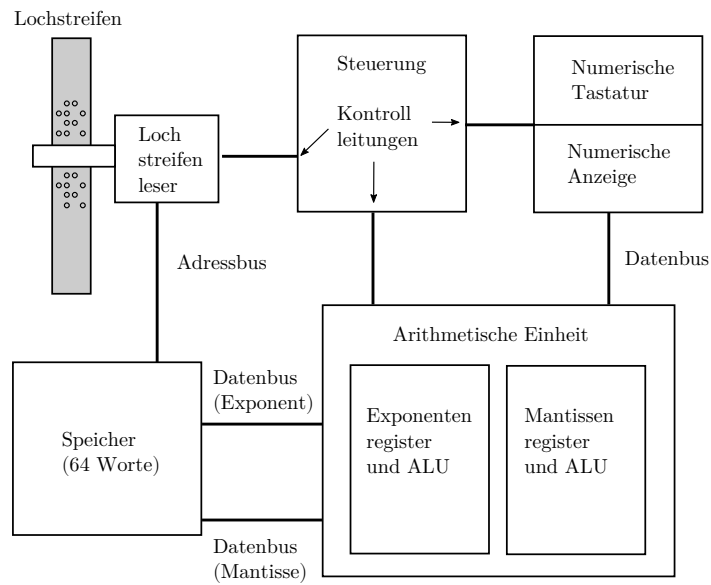 Lochstreifen
Loch
streifen
leser
Steuerung
Kontroll
leitungen
Numerische
Tastatur
Numerische
Anzeige
Adressbus
Datenbus
Arithmetische Einheit
Datenbus
(Exponent)
Speicher
(64 Worte)
Exponenten
register
und ALU
Mantissen
register
und ALU
Datenbus
(Mantisse)